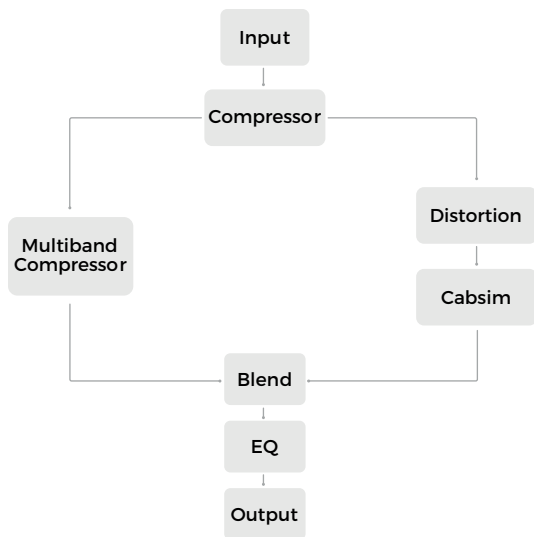 Input
Compressor
Multiband
Compressor
Distortion
Cabsim
Blend
EQ
Output